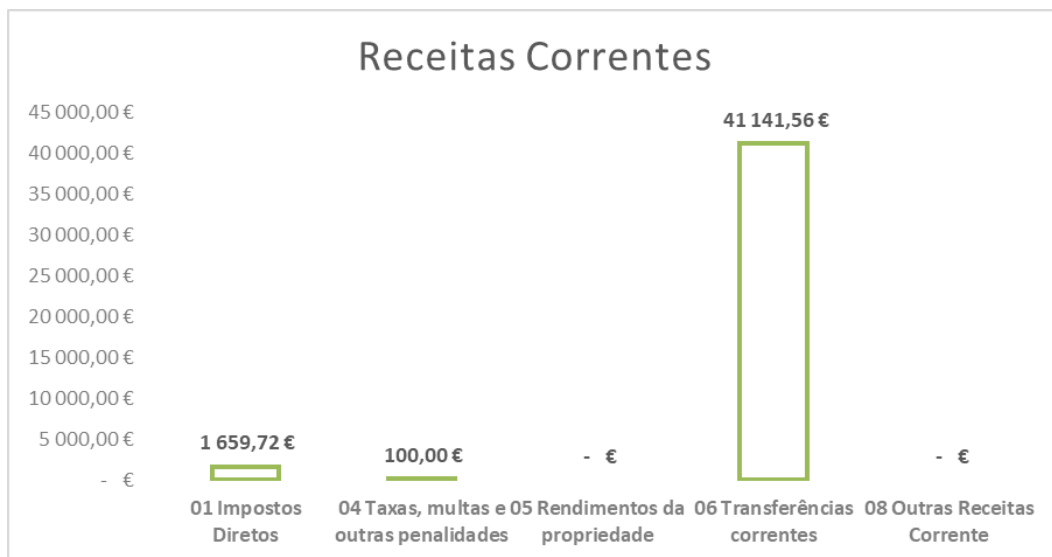 Receitas Correntes
45 000,00 €
40 000,00 €
35 000,00 €
30 000,00 €
25 000,00 €
20 000,00 €
15 000,00 €
10 000,00 €
5 000,00 €
- €
1 659,72 €
100,00 €
- €
41 141,56 €
- €
01 Impostos
Diretos
04 Taxas, multas e
outras penalidades
05 Rendimentos da
propriedade
06 Transferências
correntes
08 Outras Receitas
Corrente